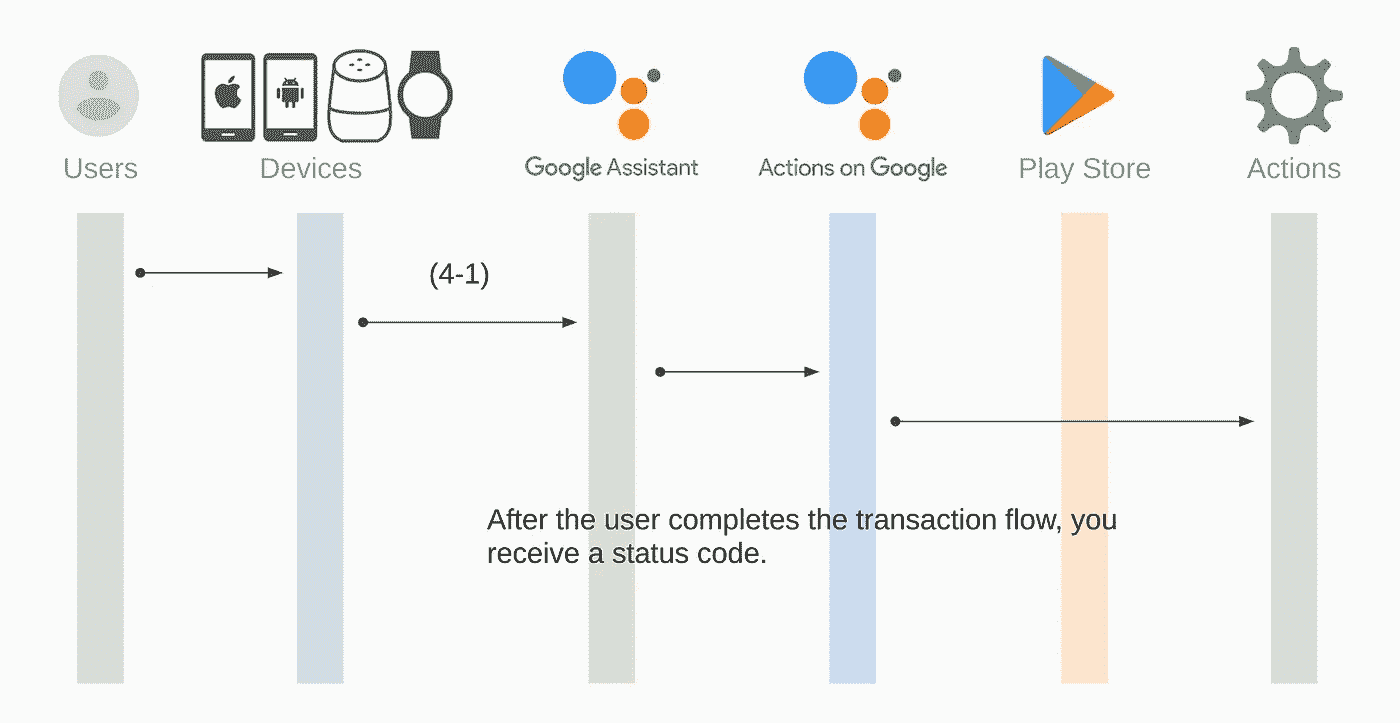 Users
Devices
Google Assistant
Actions on Google
Play Store
Actions
(4-1)
After the user completes the transaction flow, you
receive a status code.